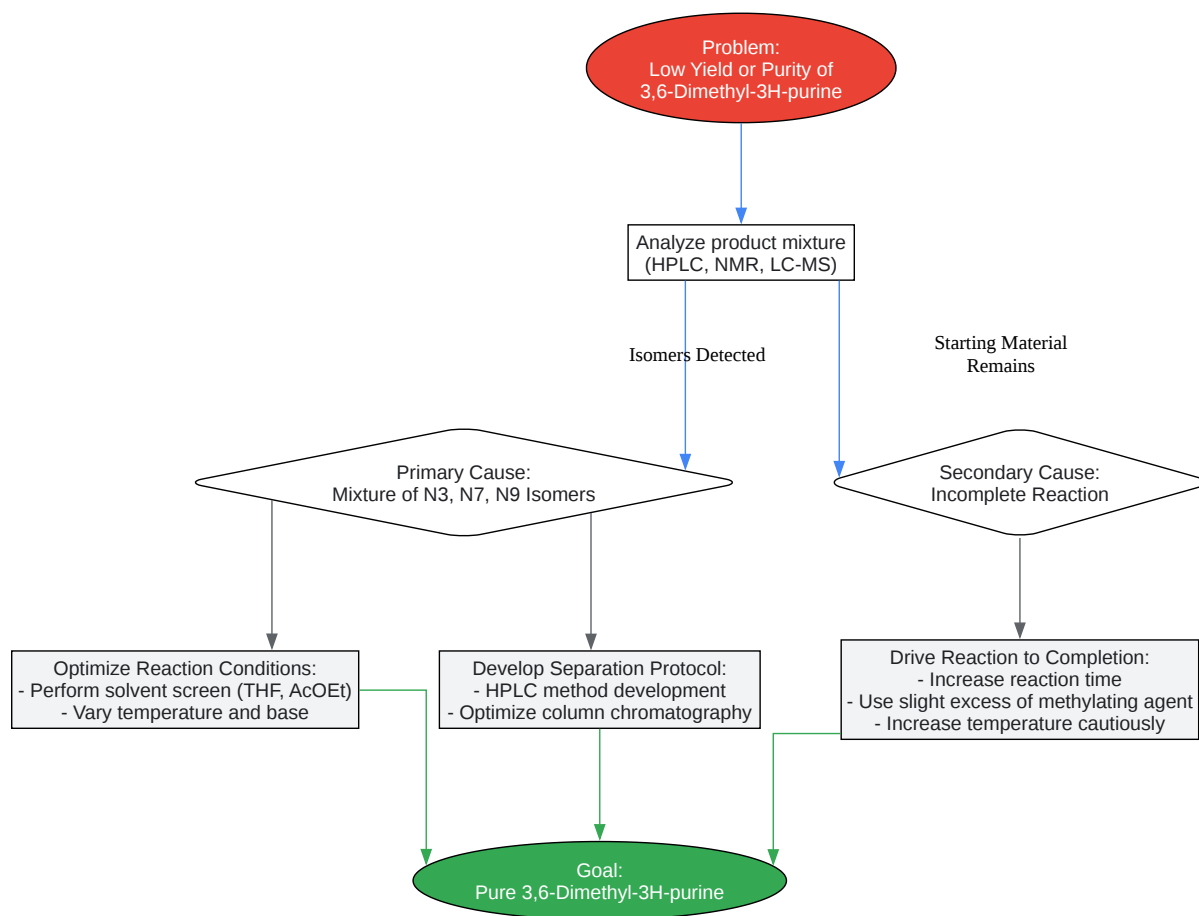 Problem:
Low Yield or Purity of
3,6-Dimethyl-3H-purine
Analyze product mixture
(HPLC, NMR, LC-MS)
Isomers Detected
Starting Material
Remains
Primary Cause:
Mixture of N3, N7, N9 Isomers
Secondary Cause:
Incomplete Reaction
Optimize Reaction Conditions:
- Perform solvent screen (THF, AcOEt)
- Vary temperature and base
Develop Separation Protocol:
- HPLC method development
- Optimize column chromatography
Drive Reaction to Completion:
- Increase reaction time
- Use slight excess of methylating agent
- Increase temperature cautiously
Goal:
Pure 3,6-Dimethyl-3H-purine